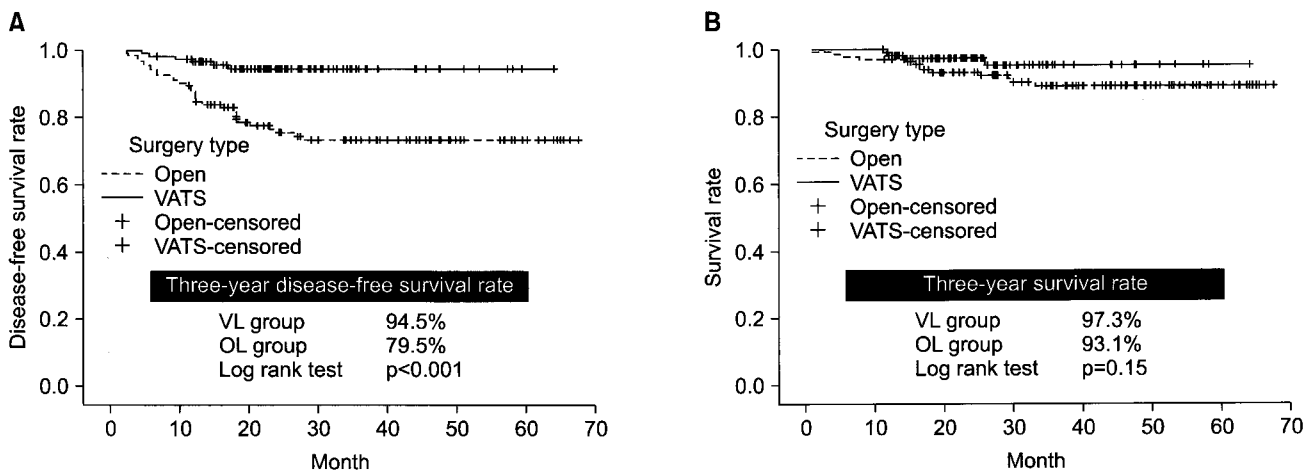 A
Disease-free survival rate
1.0
0.8
0.6
0.4
0.2
0.0
Surgery type
Open
VATS
Open-censored
VATS-censored
Three-year disease-free survival rate
VL group 94.5%
OL group 79.5%
Log rank test p<0.001
0 10 20 30 40 50 60 70
Month
B
Survival rate
1.0
0.8
0.6
0.4
0.2
0.0
Surgery type
Open
VATS
Open-censored
VATS-censored
Three-year survival rate
VL group 97.3%
OL group 93.1%
Log rank test p=0.15
0 10 20 30 40 50 60 70
Month